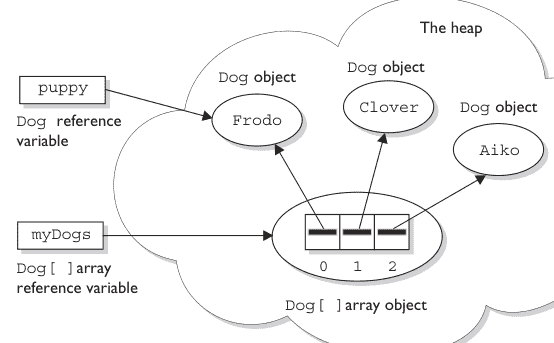 The heap
puppy
Dog reference
variable
Dog object
Frodo
Dog object
Clover
Dog object
Aiko
myDogs
Dog[ ]array
reference variable
0 1 2
Dog[ ]array object